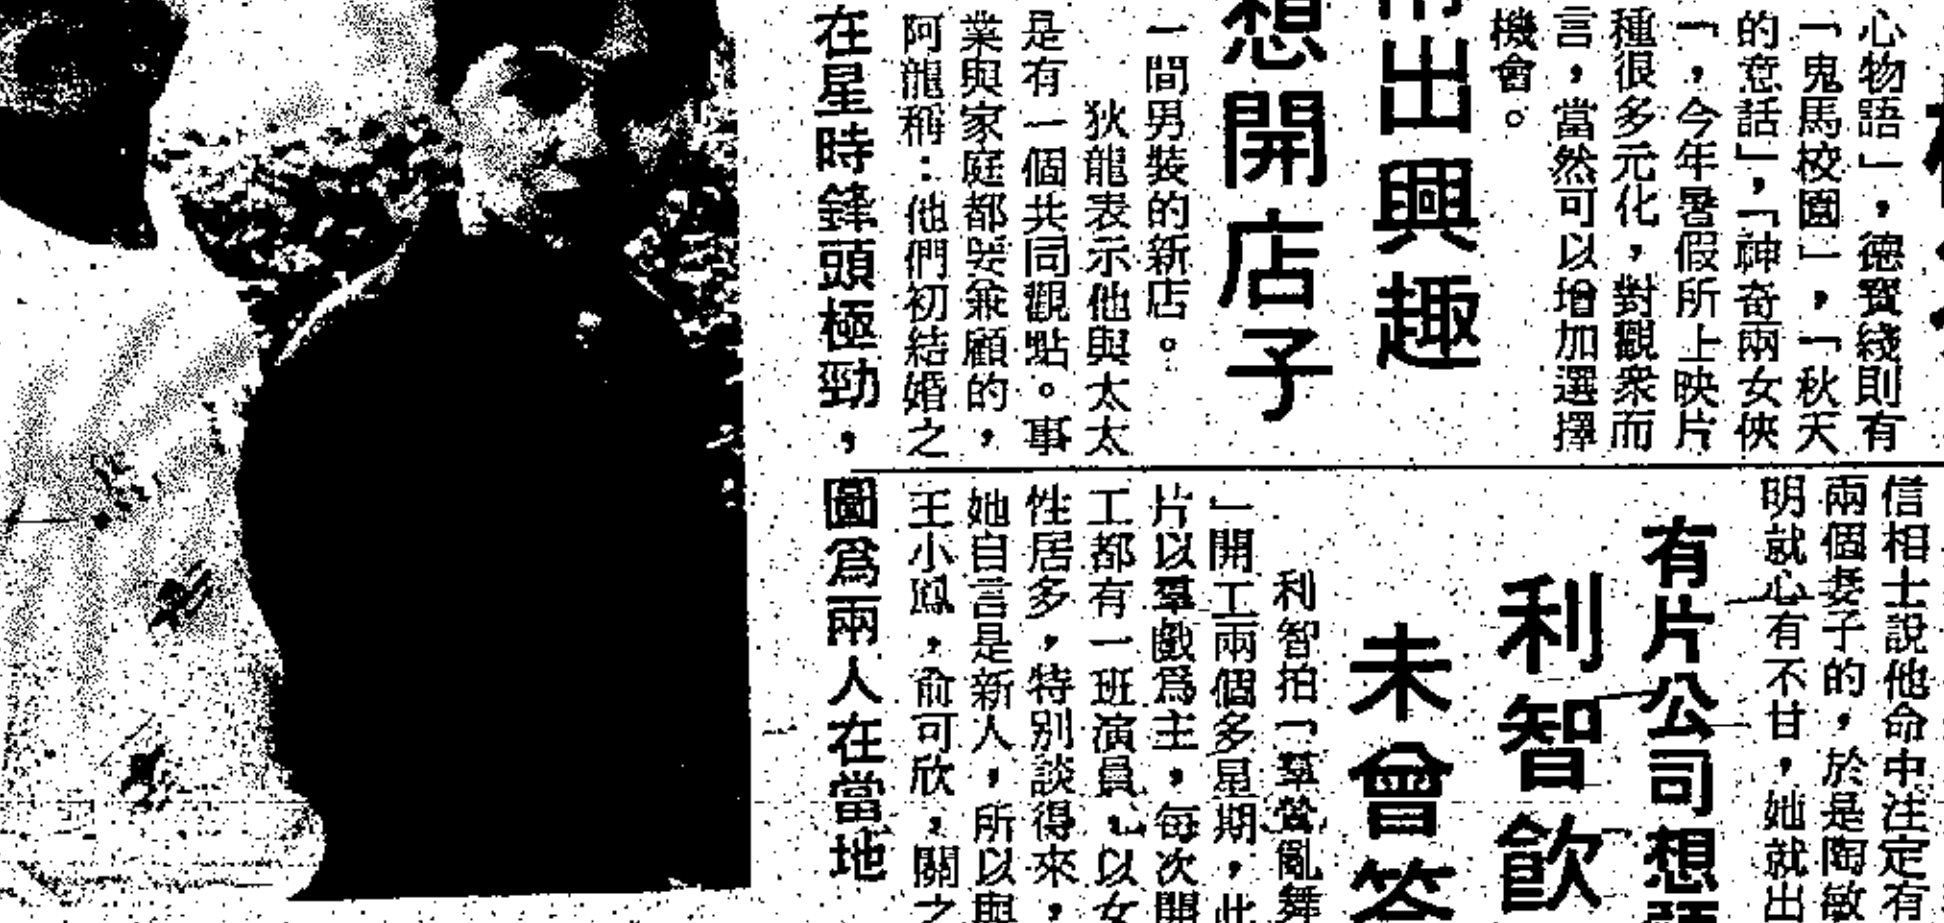 心物語」，德寶綫則有
「鬼馬校園」，「秋天
的意話」，「神奇兩女俠
「，今年暑假所上映片
種很多元化，對觀衆而
言，當然可以增加選擇
機會。
出興趣
想開店子
一間男裝的新店。
狄龍表示他與太太
是有一個共同觀點。事
業與家庭都要兼顧的，
阿龍稱：他們初結婚之
在星時鋒頭極勁，
圖爲兩人在當地
信相士說他命中注定有
兩個妻子的，於是陶敏
明就心有不甘，她就出
有片公司想
利智飲
未曾答
利智拍「羣鶯亂舞
」開工兩個多星期，此
片以羣戲爲主，每次開
工都有一班演員，以女
性居多，特別談得來，
她自言是新人，所以與
王小鳳，俞可欣，關之